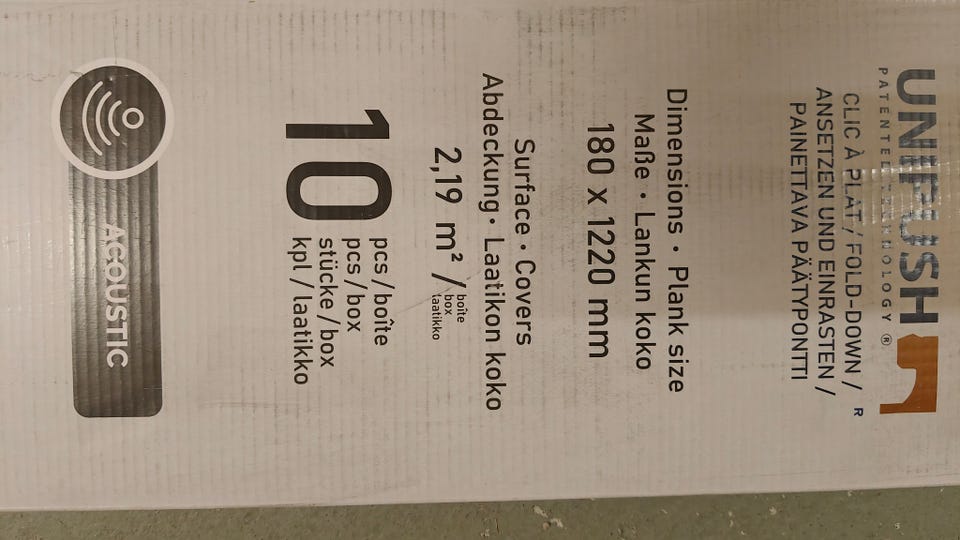 UNIPUSH
PATENTED TECHNOLOGY ®
CLIC À PLAT / FOLD-DOWN /
ANSETZEN UND EINRASTEN /
PAINETTAVA PÄÄTYPONTTI
R
Dimensions · Plank size
Maße · Lankun koko
180 x 1220 mm
Surface · Covers
Abdeckung · Laatikon koko
2,19 m² / boîte
box
laatikko
10 pcs / boîte
pcs / box
stücke / box
kpl / laatikko
ACOUSTIC